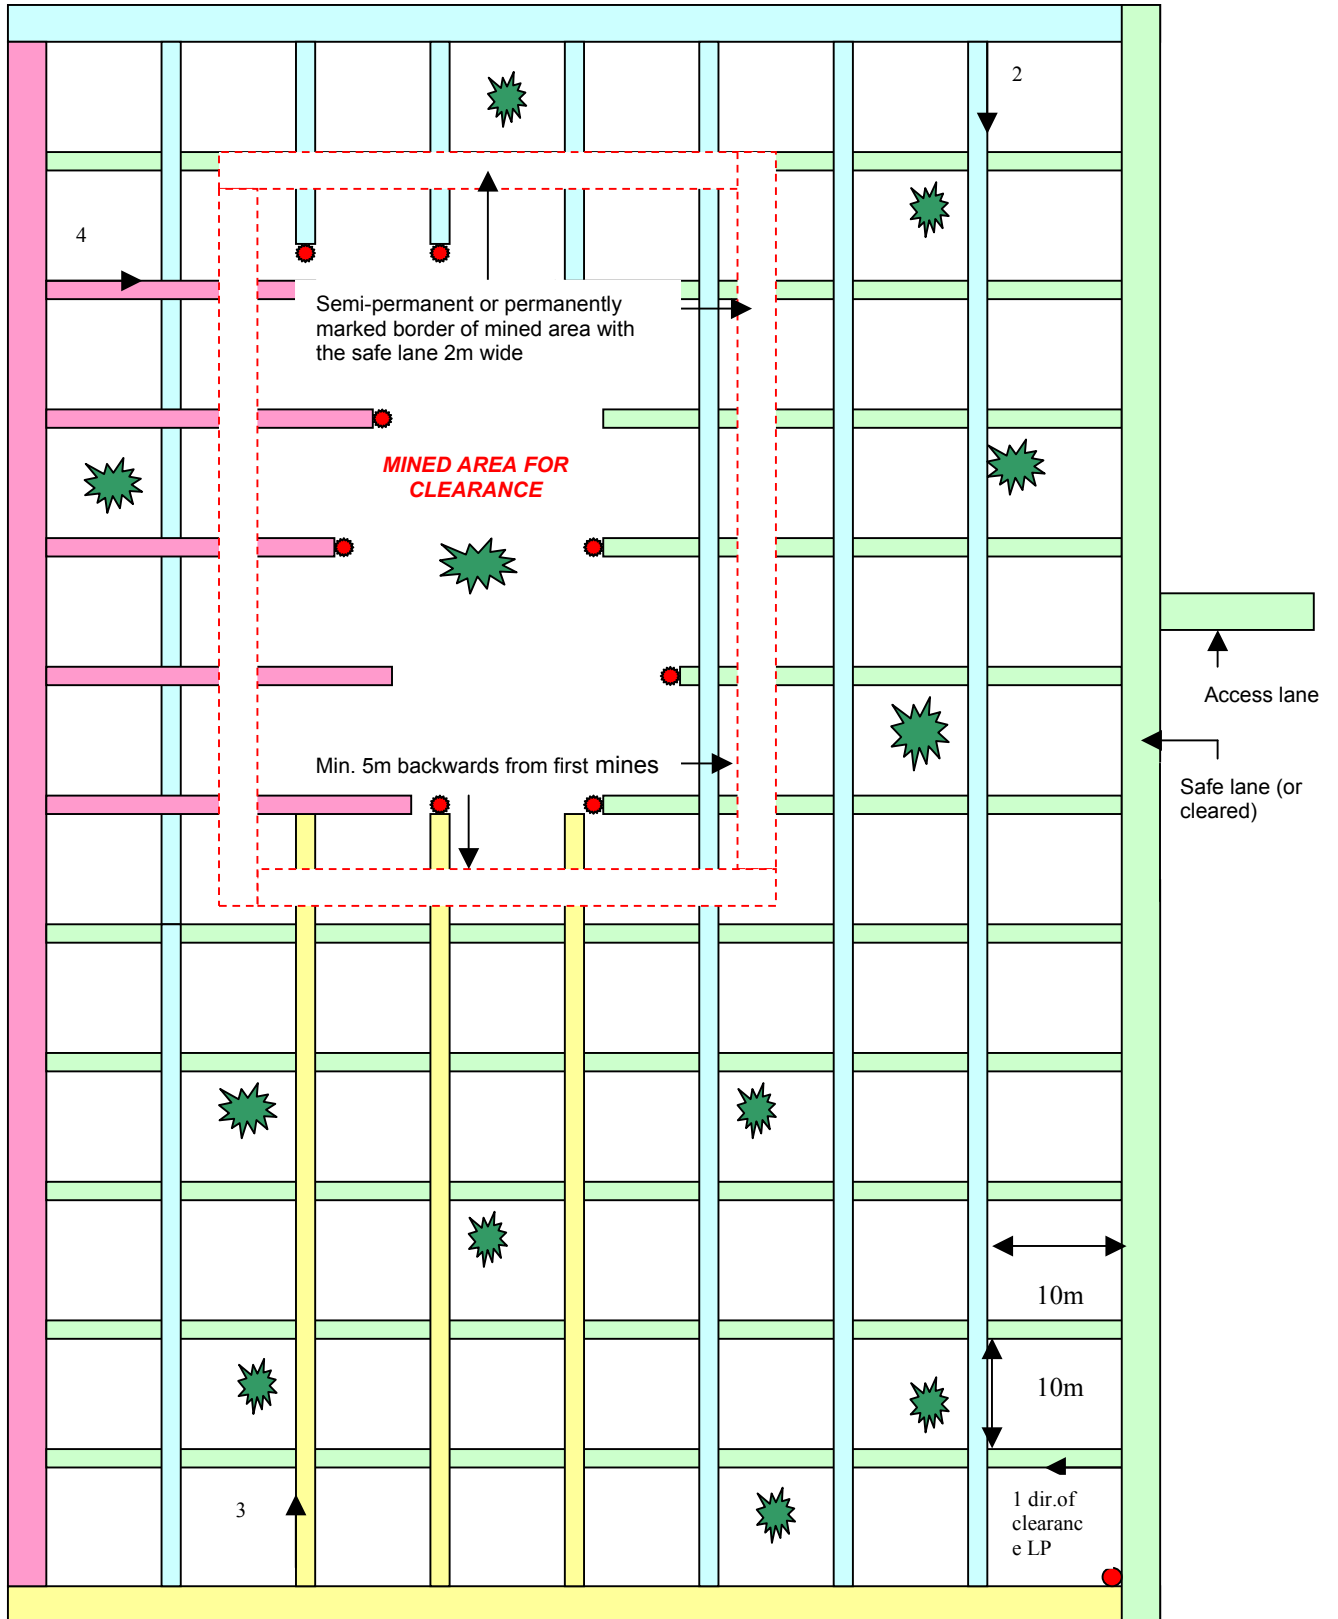 2
4
Semi-permanent or permanently
marked border of mined area with
the safe lane 2m wide
MINED AREA FOR
CLEARANCE
Access lane
Min. 5m backwards from first mines
Safe lane (or
cleared)
10m
10m
3
1 dir.of
clearanc
e LP